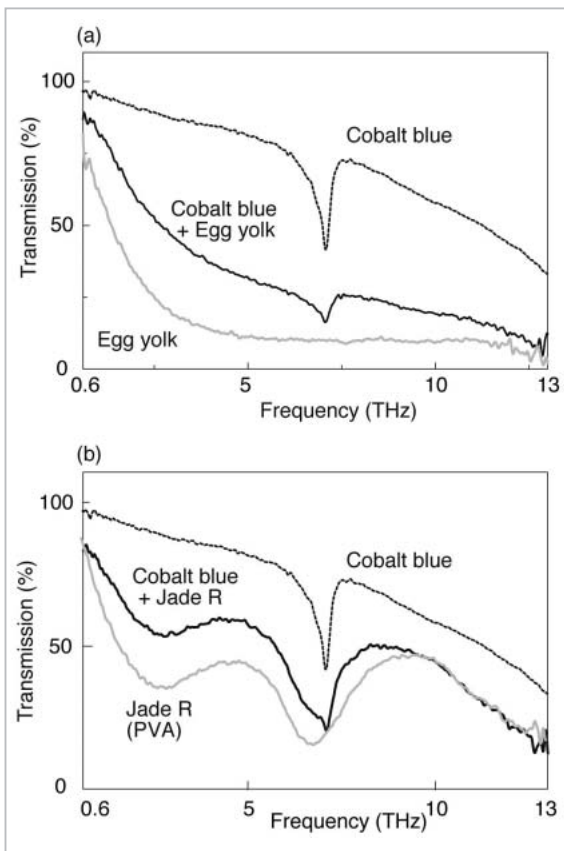 (a)
100
Transmission (%)
50
0
Cobalt blue
Cobalt blue
+ Egg yolk
Egg yolk
0.6
5
10
13
Frequency (THz)
(b)
100
Transmission (%)
50
0
Cobalt blue
Cobalt blue
+ Jade R
Jade R
(PVA)
0.6
5
10
13
Frequency (THz)